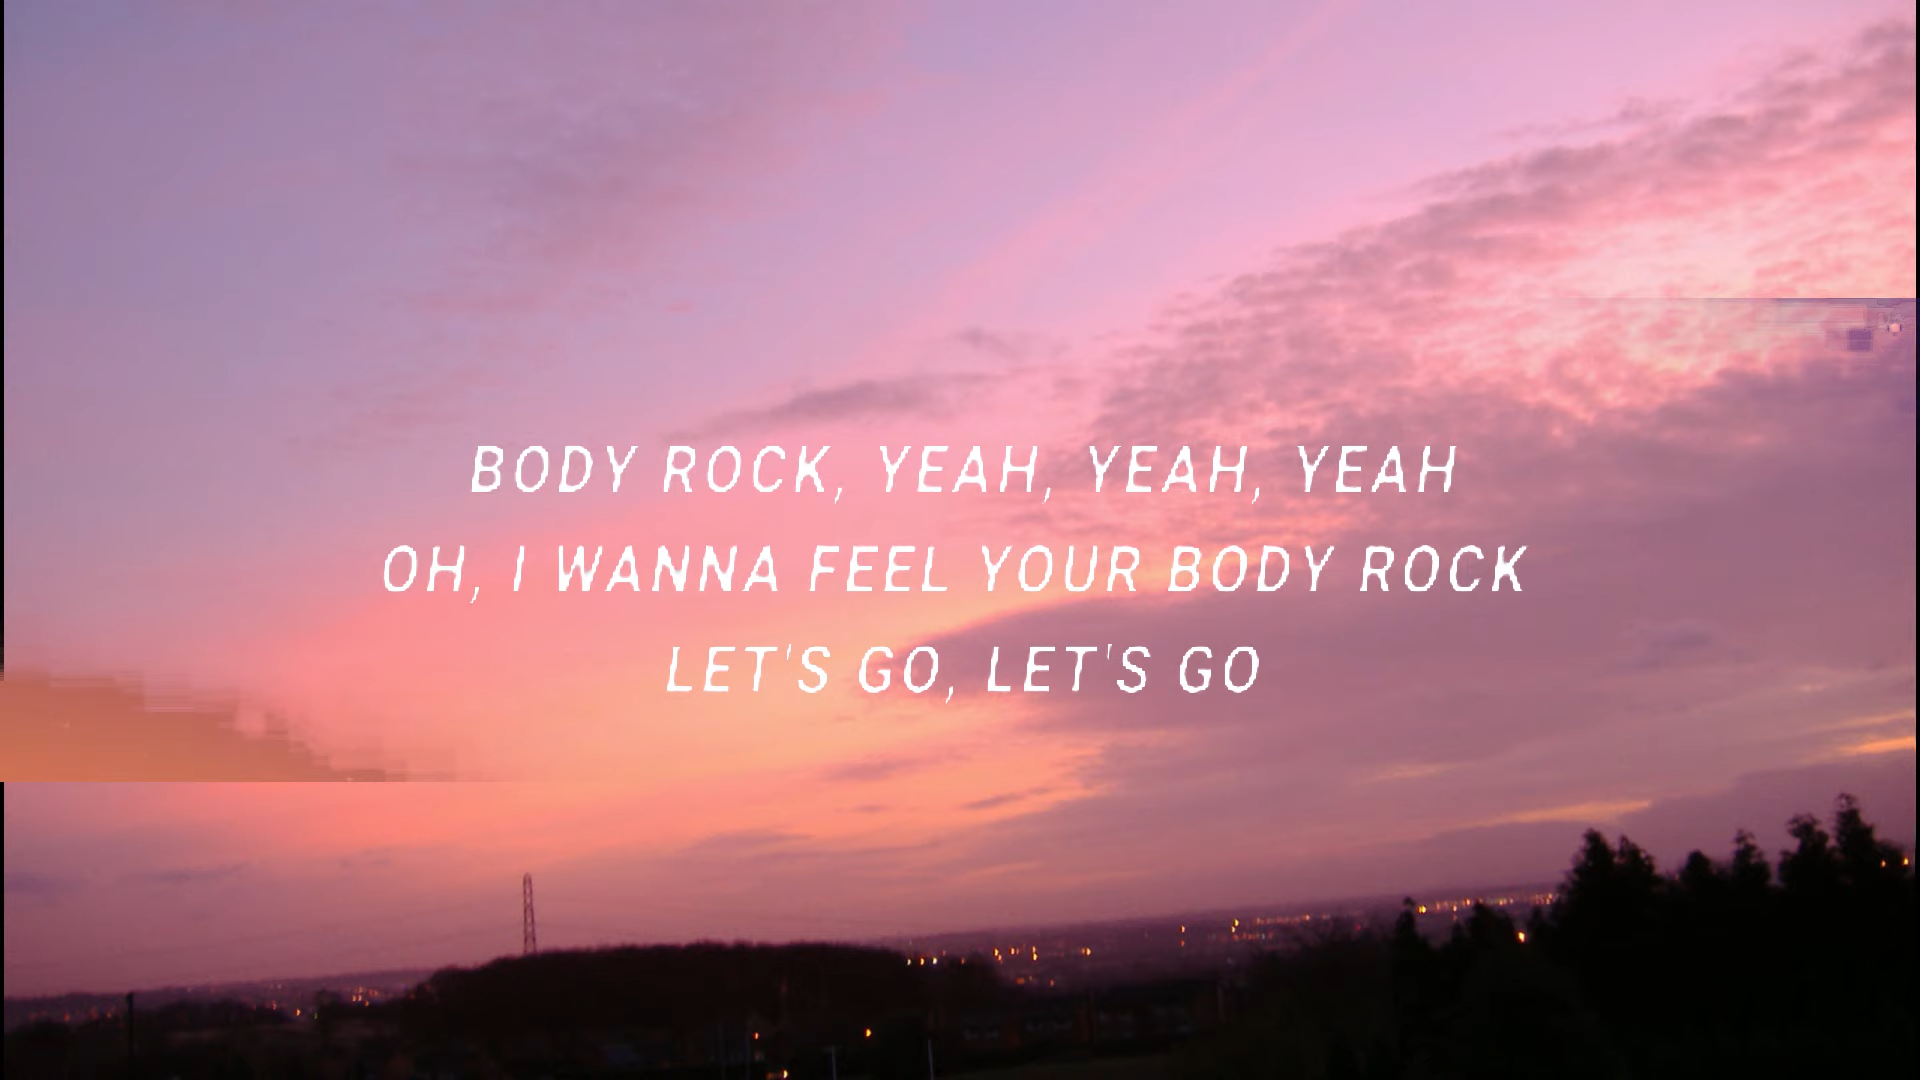 BODY ROCK, YEAH, YEAH, YEAH
OH, I WANNA FEEL YOUR BODY ROCK
LET'S GO, LET'S GO